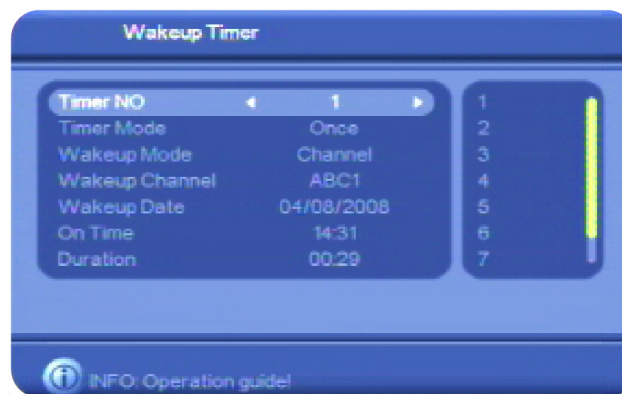 Wakeup Timer
Timer NO 1
Timer Mode Once
Wakeup Mode Channel
Wakeup Channel ABC1
Wakeup Date 04/08/2008
On Time 14:31
Duration 00:29
1
2
3
4
5
6
7
INFO: Operation guide!